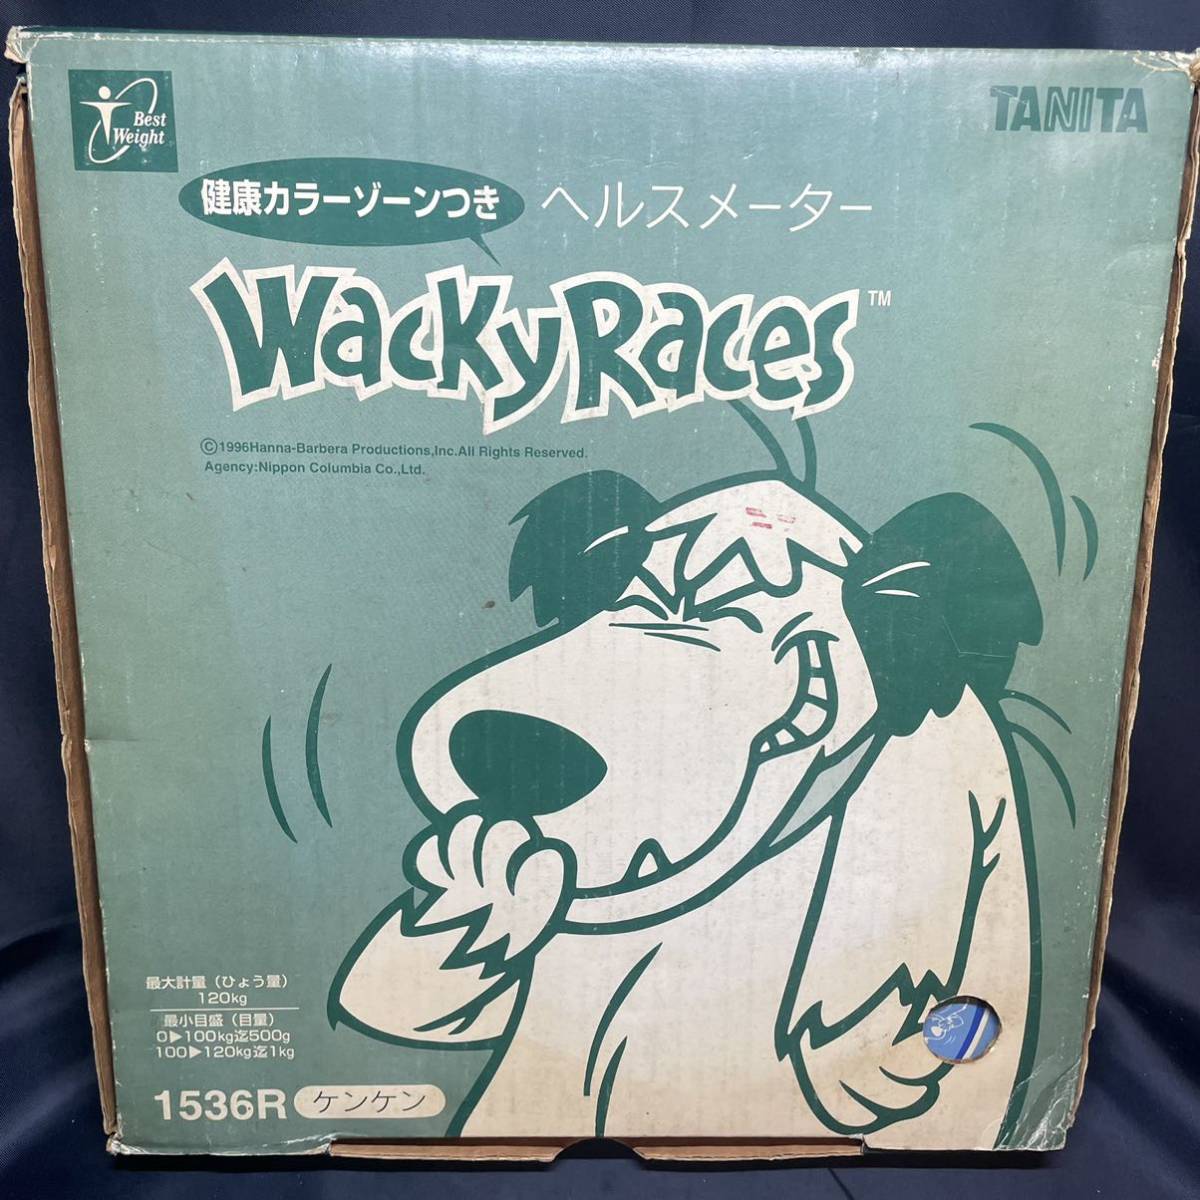 Best
Weight
TANITA
健康カラーゾーンつき
ヘルスメーター
Wacky Races™
©1996Hanna-Barbera Productions,Inc.All Rights Reserved.
Agency:Nippon Columbia Co.,Ltd.
最大計量（ひょう量）
120kg
最小目盛（目量）
0▶100kg迄500g
100▶120kg迄1kg
1536R ケンケン